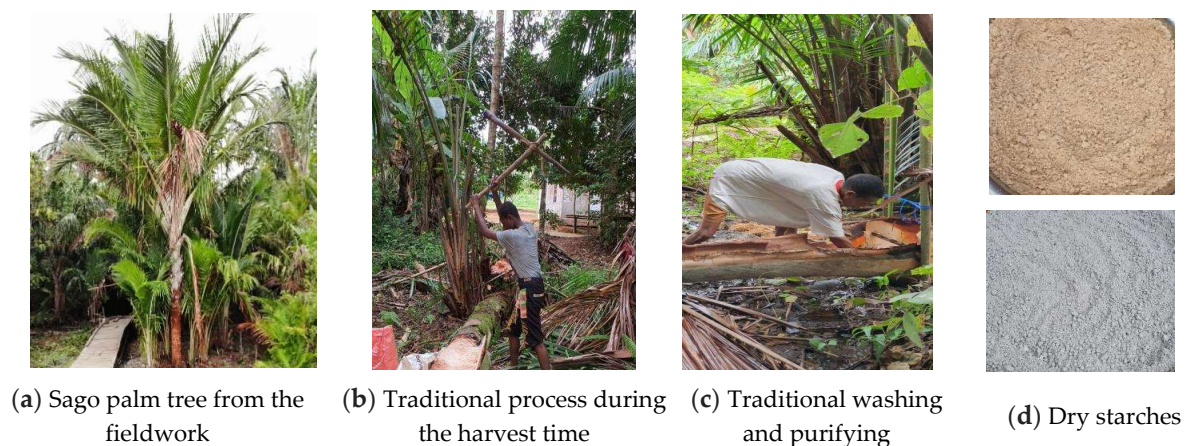 (a) Sago palm tree from the
fieldwork
(b) Traditional process during
the harvest time
(c) Traditional washing
and purifying
(d) Dry starches